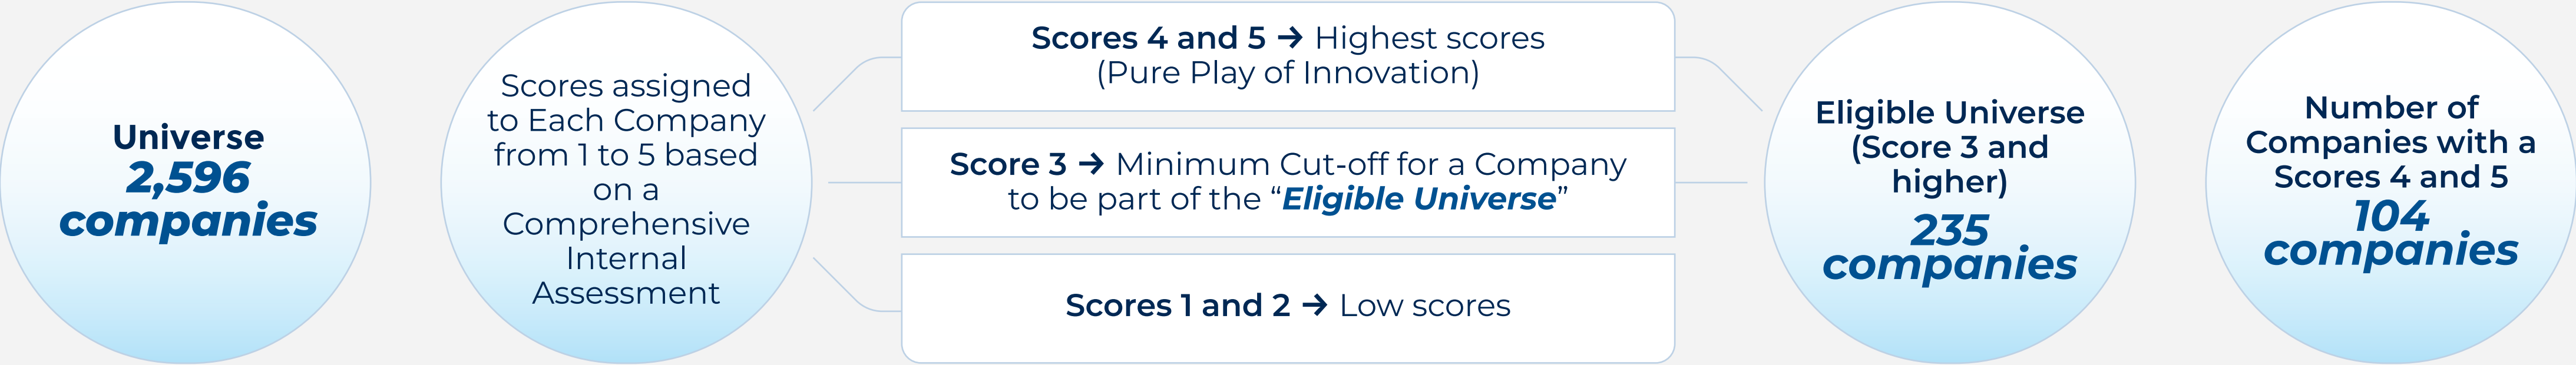 Universe
2,596
companies
Scores assigned
to Each Company
from 1 to 5 based
on a
Comprehensive
Internal
Assessment
Scores 4 and 5 → Highest scores
(Pure Play of Innovation)
Score 3 → Minimum Cut-off for a Company
to be part of the “Eligible Universe”
Scores 1 and 2 → Low scores
Eligible Universe
(Score 3 and
higher)
235
companies
Number of
Companies with a
Scores 4 and 5
104
companies